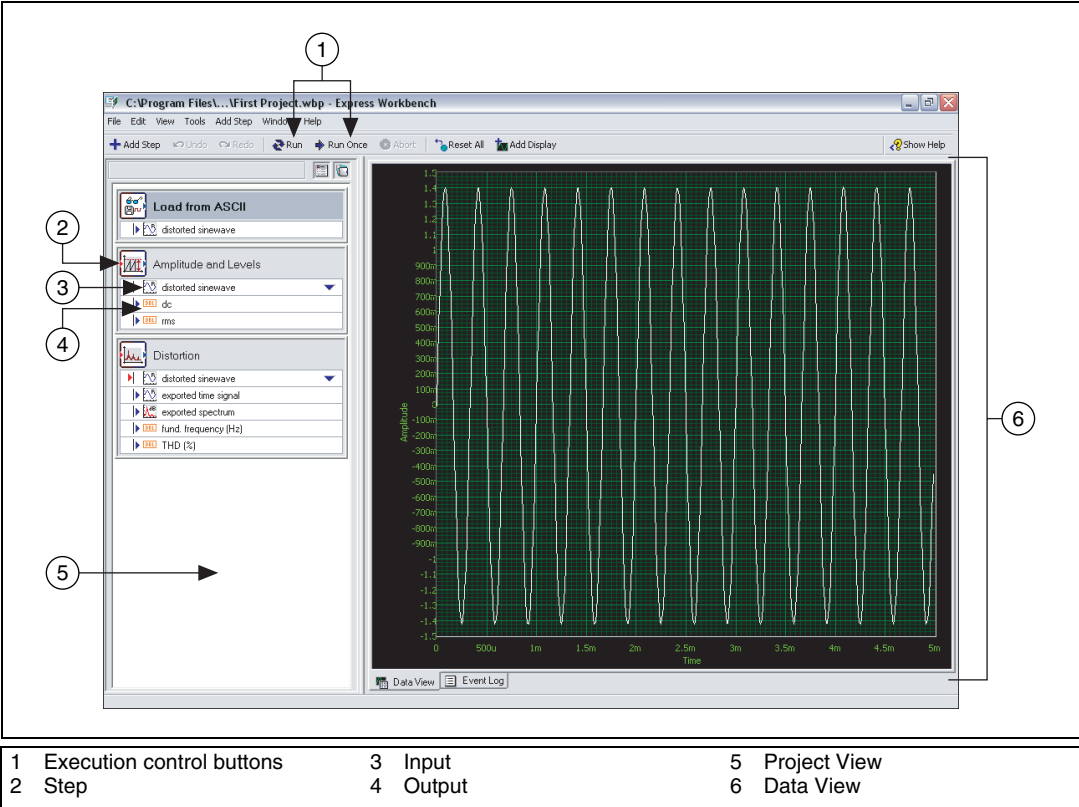 1
C:\Program Files\...\First Project.wbp - Express Workbench
File Edit View Tools Add Step Window Help
Add Step Undo Redo Run Run Once Abort Reset All Add Display Show Help
Load from ASCII
distorted sinewave
2
Amplitude and Levels
3
distorted sinewave
dc
4
rms
Distortion
distorted sinewave
exported time signal
exported spectrum
fund. frequency (Hz)
THD (%)
5
6
Amplitude
1.5
1.4
1.3
1.2
1.1
1
900m
800m
700m
600m
500m
400m
300m
200m
100m
0
-100m
-200m
-300m
-400m
-500m
-600m
-700m
-800m
-900m
-1
-1.1
-1.2
-1.3
-1.4
-1.5
0 500u 1m 1.5m 2m 2.5m 3m 3.5m 4m 4.5m 5m
Time
Data View Event Log
1 Execution control buttons 3 Input 5 Project View
2 Step 4 Output 6 Data View